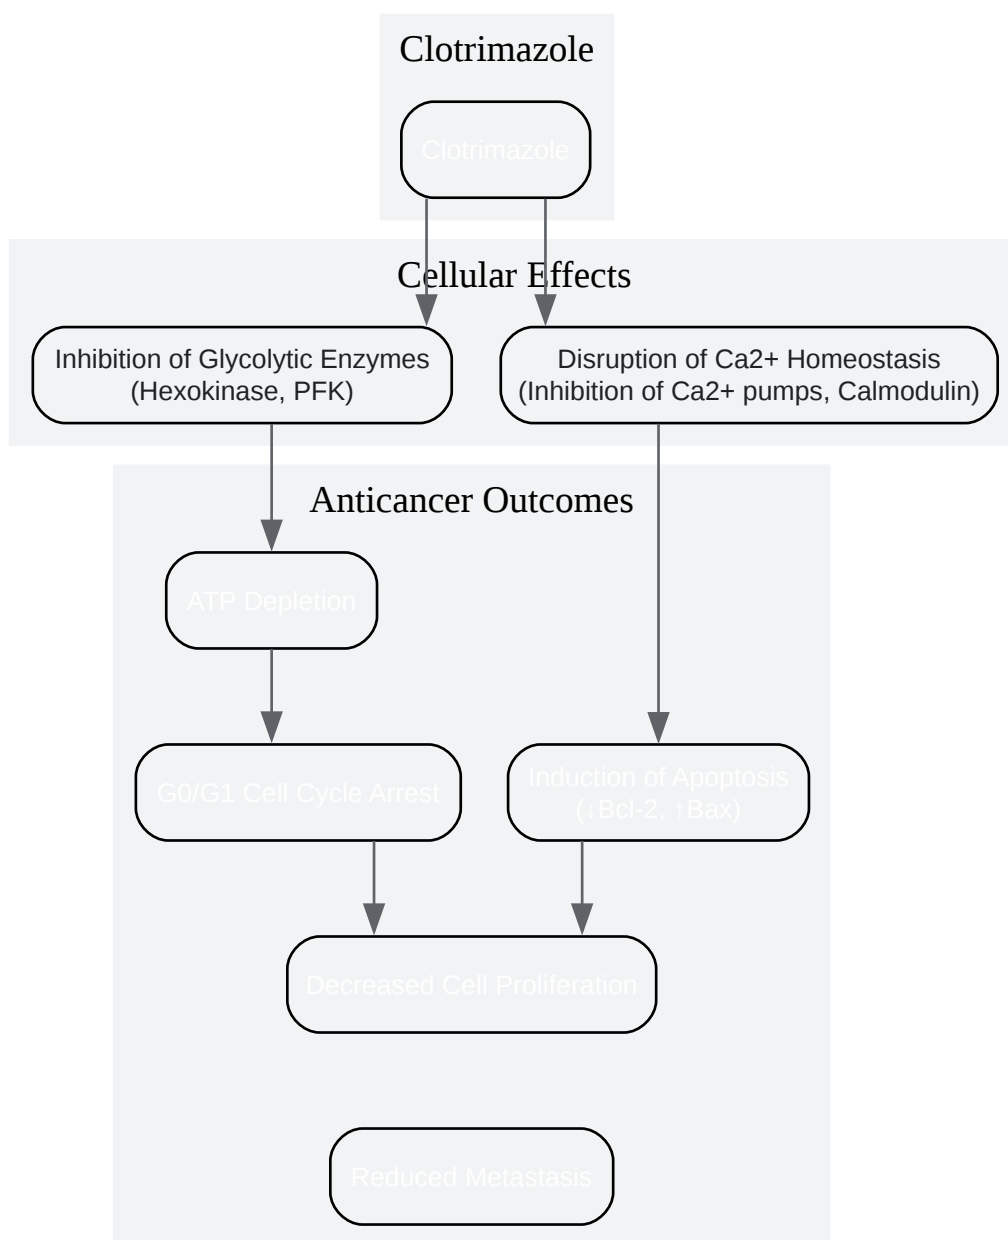 Clotrimazole
Clotrimazole
Cellular Effects
Inhibition of Glycolytic Enzymes
(Hexokinase, PFK)
Disruption of Ca2+ Homeostasis
(Inhibition of Ca2+ pumps, Calmodulin)
Anticancer Outcomes
ATP Depletion
G0/G1 Cell Cycle Arrest
Induction of Apoptosis
(↓Bcl-2, ↑Bax)
Decreased Cell Proliferation
Reduced Metastasis